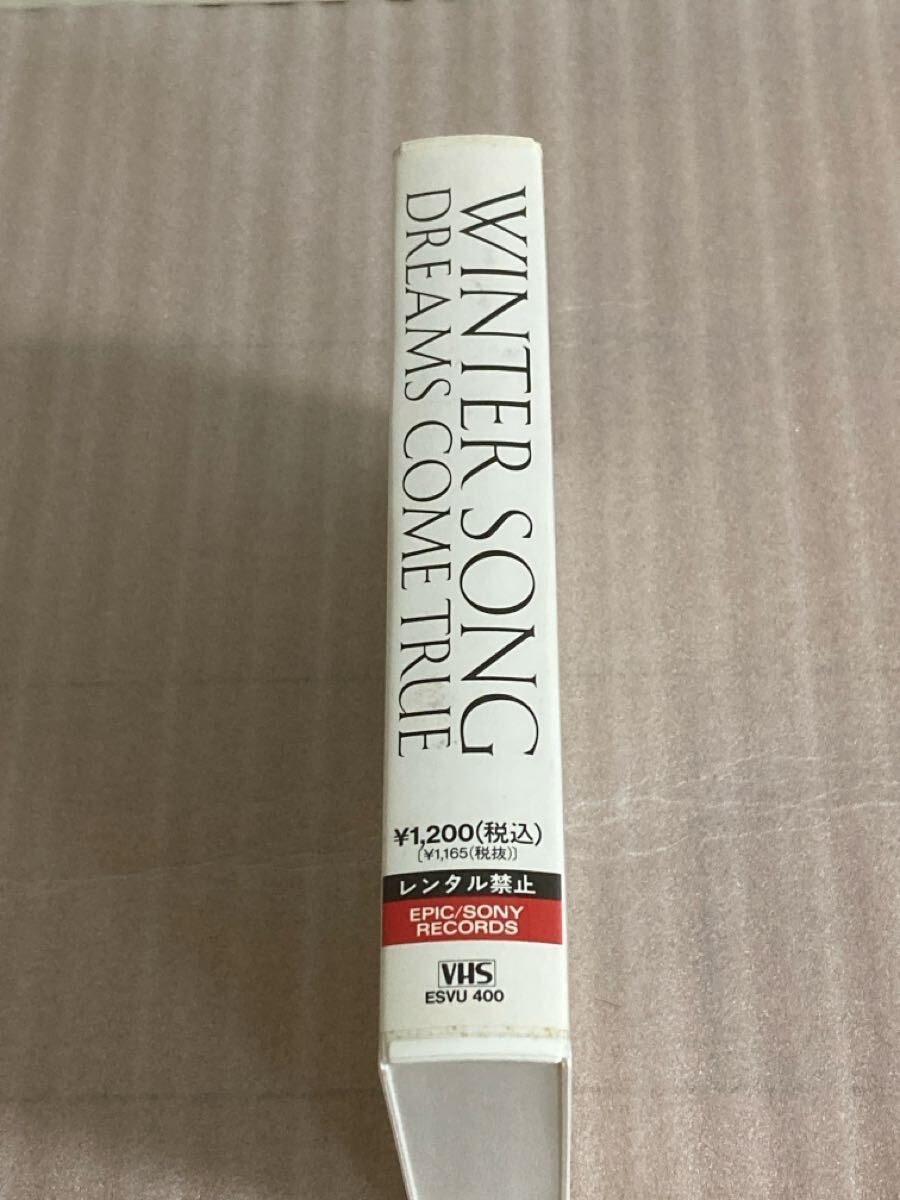 WINTER SONG
DREAMS COME TRUE
¥1,200(税込)
[¥1,165(税抜)]
レンタル禁止
EPIC/SONY
RECORDS
VHS
ESVU 400